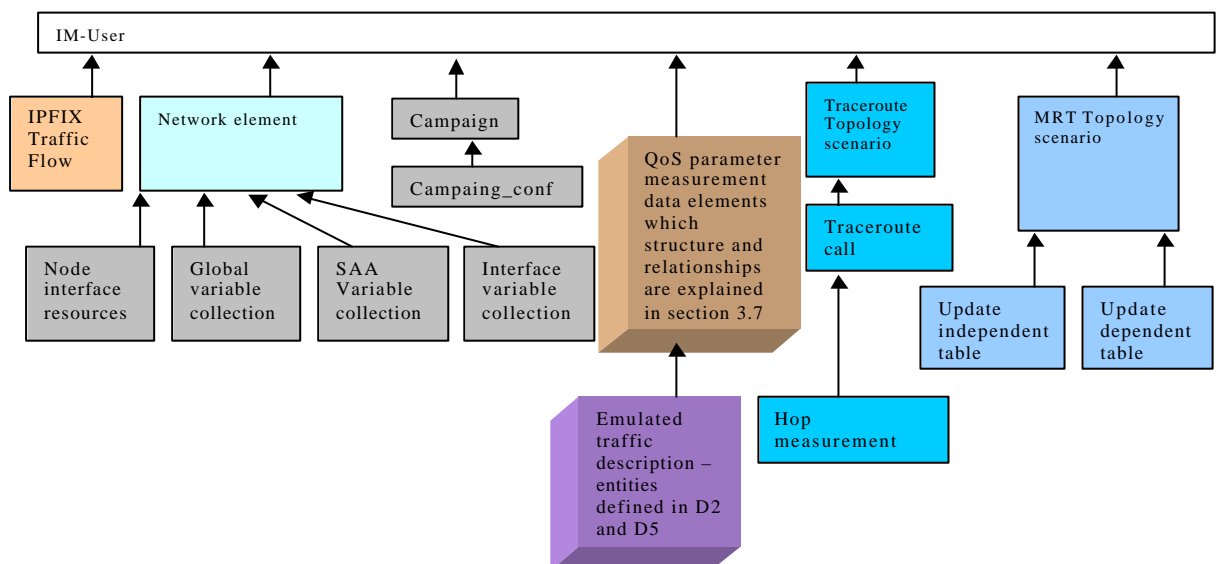 IM-User
IPFIX
Traffic
Flow
Network element
Campaign
Campaing_conf
QoS parameter
measurement
data elements
which
structure and
relationships
are explained
in section 3.7
Traceroute
Topology
scenario
Traceroute
call
MRT Topology
scenario
Node
interface
resources
Global
variable
collection
SAA
Variable
collection
Interface
variable
collection
Update
independent
table
Update
dependent
table
Emulated
traffic
description –
entities
defined in D2
and D5
Hop
measurement